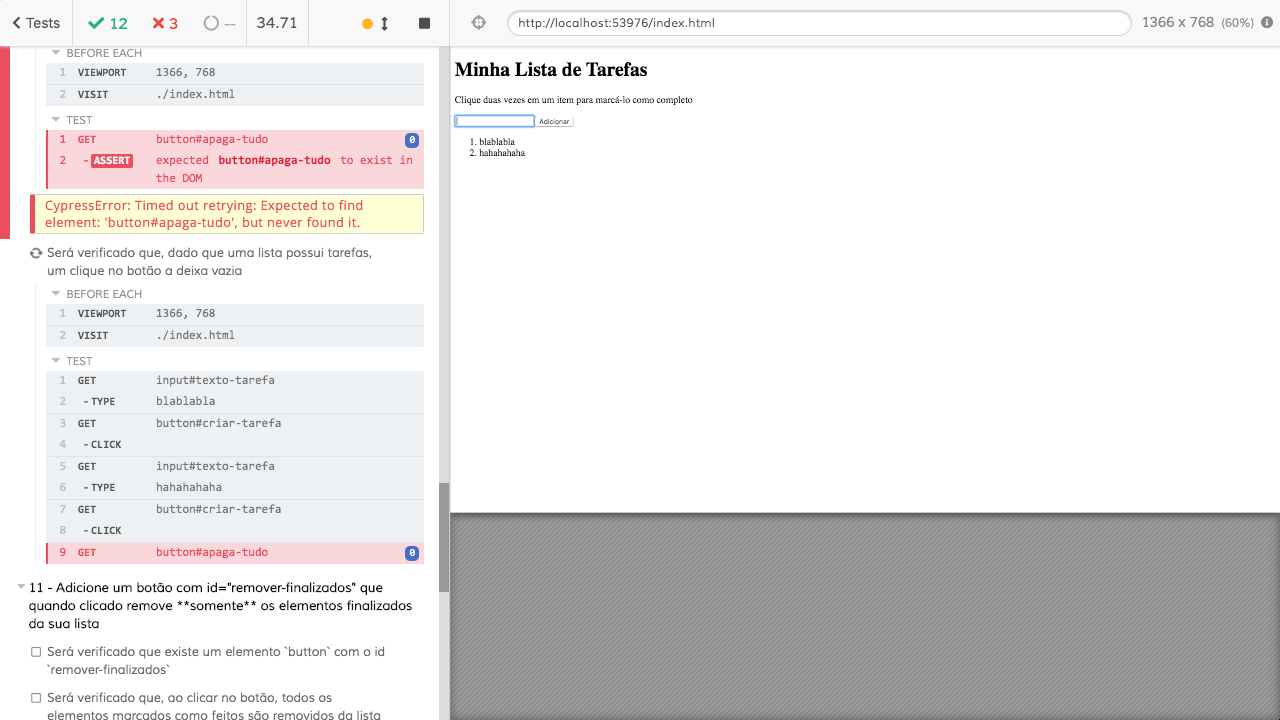 Tests 12 3 -- 34.71
http://localhost:53976/index.html 1366 x 768 (60%)
BEFORE EACH
1 VIEWPORT 1366, 768
2 VISIT ./index.html
TEST
1 GET button#apaga-tudo 0
2 -ASSERT expected button#apaga-tudo to exist in
the DOM
CypressError: Timed out retrying: Expected to find
element: 'button#apaga-tudo', but never found it.
Será verificado que, dado que uma lista possui tarefas,
um clique no botão a deixa vazia
BEFORE EACH
1 VIEWPORT 1366, 768
2 VISIT ./index.html
TEST
1 GET input#texto-tarefa
2 -TYPE blablabla
3 GET button#criar-tarefa
4 -CLICK
5 GET input#texto-tarefa
6 -TYPE hahahahaha
7 GET button#criar-tarefa
8 -CLICK
9 GET button#apaga-tudo 0
11 - Adicione um botão com id="remover-finalizados" que
quando clicado remove **somente** os elementos finalizados
da sua lista
Será verificado que existe um elemento `button` com o id
`remover-finalizados`
Será verificado que, ao clicar no botão, todos os
elementos marcados como feitos são removidos da lista
Minha Lista de Tarefas
Clique duas vezes em um item para marcá-lo como completo
Adicionar
1. blablabla
2. hahahahaha